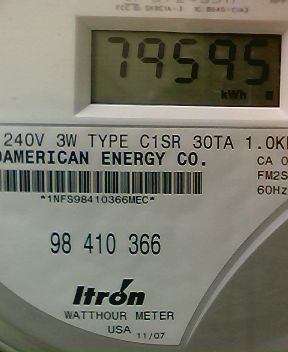 79595
kWh
240V 3W TYPE C1SR 30TA 1.0K
DAMERICAN ENERGY CO.
CA 0
FM2S
60Hz
*1NFS98410366MEC*
98 410 366
Itron
WATTHOUR METER
USA 11/07